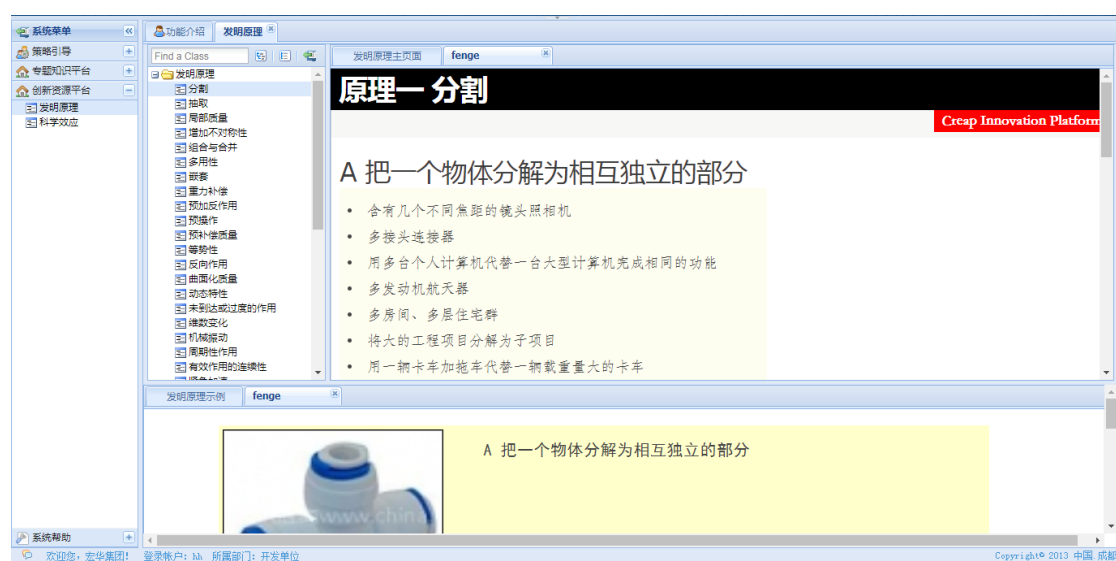 系统菜单
功能介绍 发明原理
策略引导
专题知识平台
创新资源平台
发明原理
科学效应
Find a Class
发明原理
分割
抽取
局部质量
增加不对称性
组合与合并
多用性
嵌套
重力补偿
预加反作用
预操作
预补偿质量
等势性
反向作用
曲面化质量
动态特性
未到达或过度的作用
维数变化
机械振动
周期性作用
有效作用的连续性
发明原理主页面 fenge
原理一 分割
Creap Innovation Platform
A 把一个物体分解为相互独立的部分
• 含有几个不同焦距的镜头照相机
• 多接头连接器
• 用多台个人计算机代替一台大型计算机完成相同的功能
• 多发动机航天器
• 多房间、多层住宅群
• 将大的工程项目分解为子项目
• 用一辆卡车加拖车代替一辆载重量大的卡车
发明原理示例 fenge
A 把一个物体分解为相互独立的部分
www.china
系统帮助
欢迎您，宏华集团! 登录帐户: hh 所属部门: 开发单位 Copyright© 2013 中国.成都